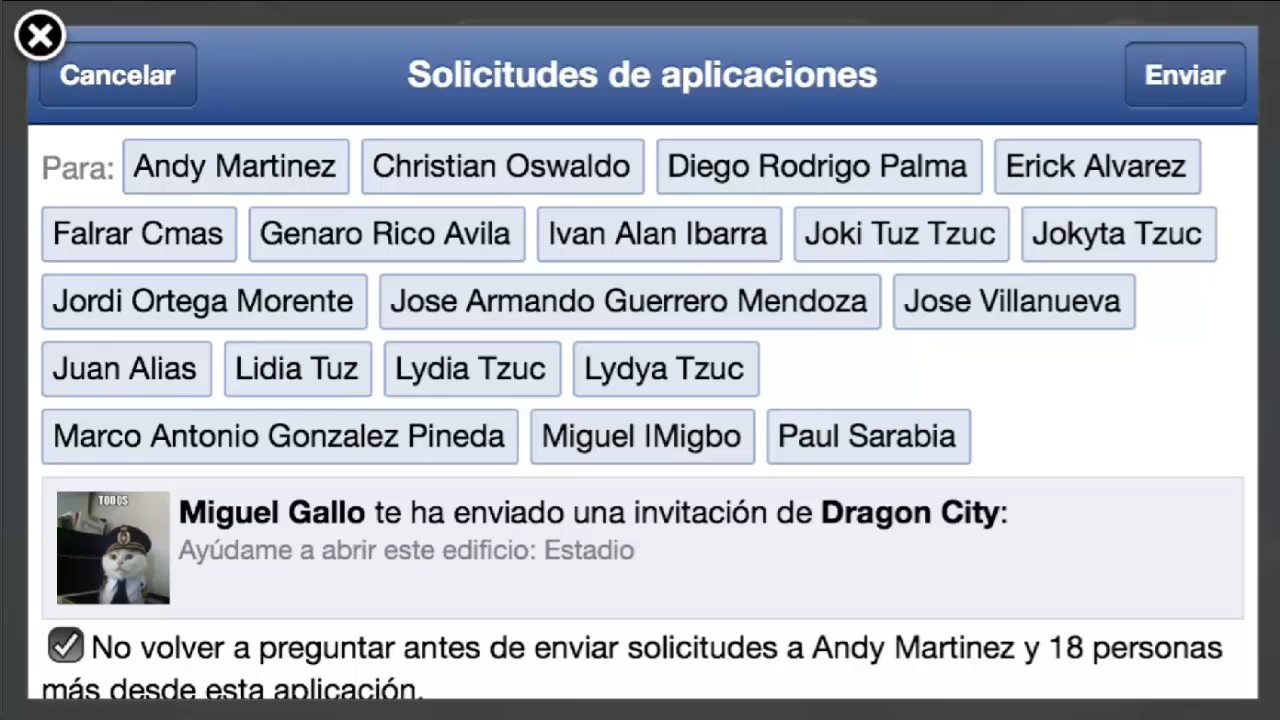 Cancelar Solicitudes de aplicaciones Enviar
Para: Andy Martinez Christian Oswaldo Diego Rodrigo Palma Erick Alvarez
Falrar Cmas Genaro Rico Avila Ivan Alan Ibarra Joki Tuz Tzuc Jokyta Tzuc
Jordi Ortega Morente Jose Armando Guerrero Mendoza Jose Villanueva
Juan Alias Lidia Tuz Lydia Tzuc Lydya Tzuc
Marco Antonio Gonzalez Pineda Miguel IMigbo Paul Sarabia
TODOS
Miguel Gallo te ha enviado una invitación de Dragon City:
Ayúdame a abrir este edificio: Estadio
No volver a preguntar antes de enviar solicitudes a Andy Martinez y 18 personas
más desde esta aplicación.